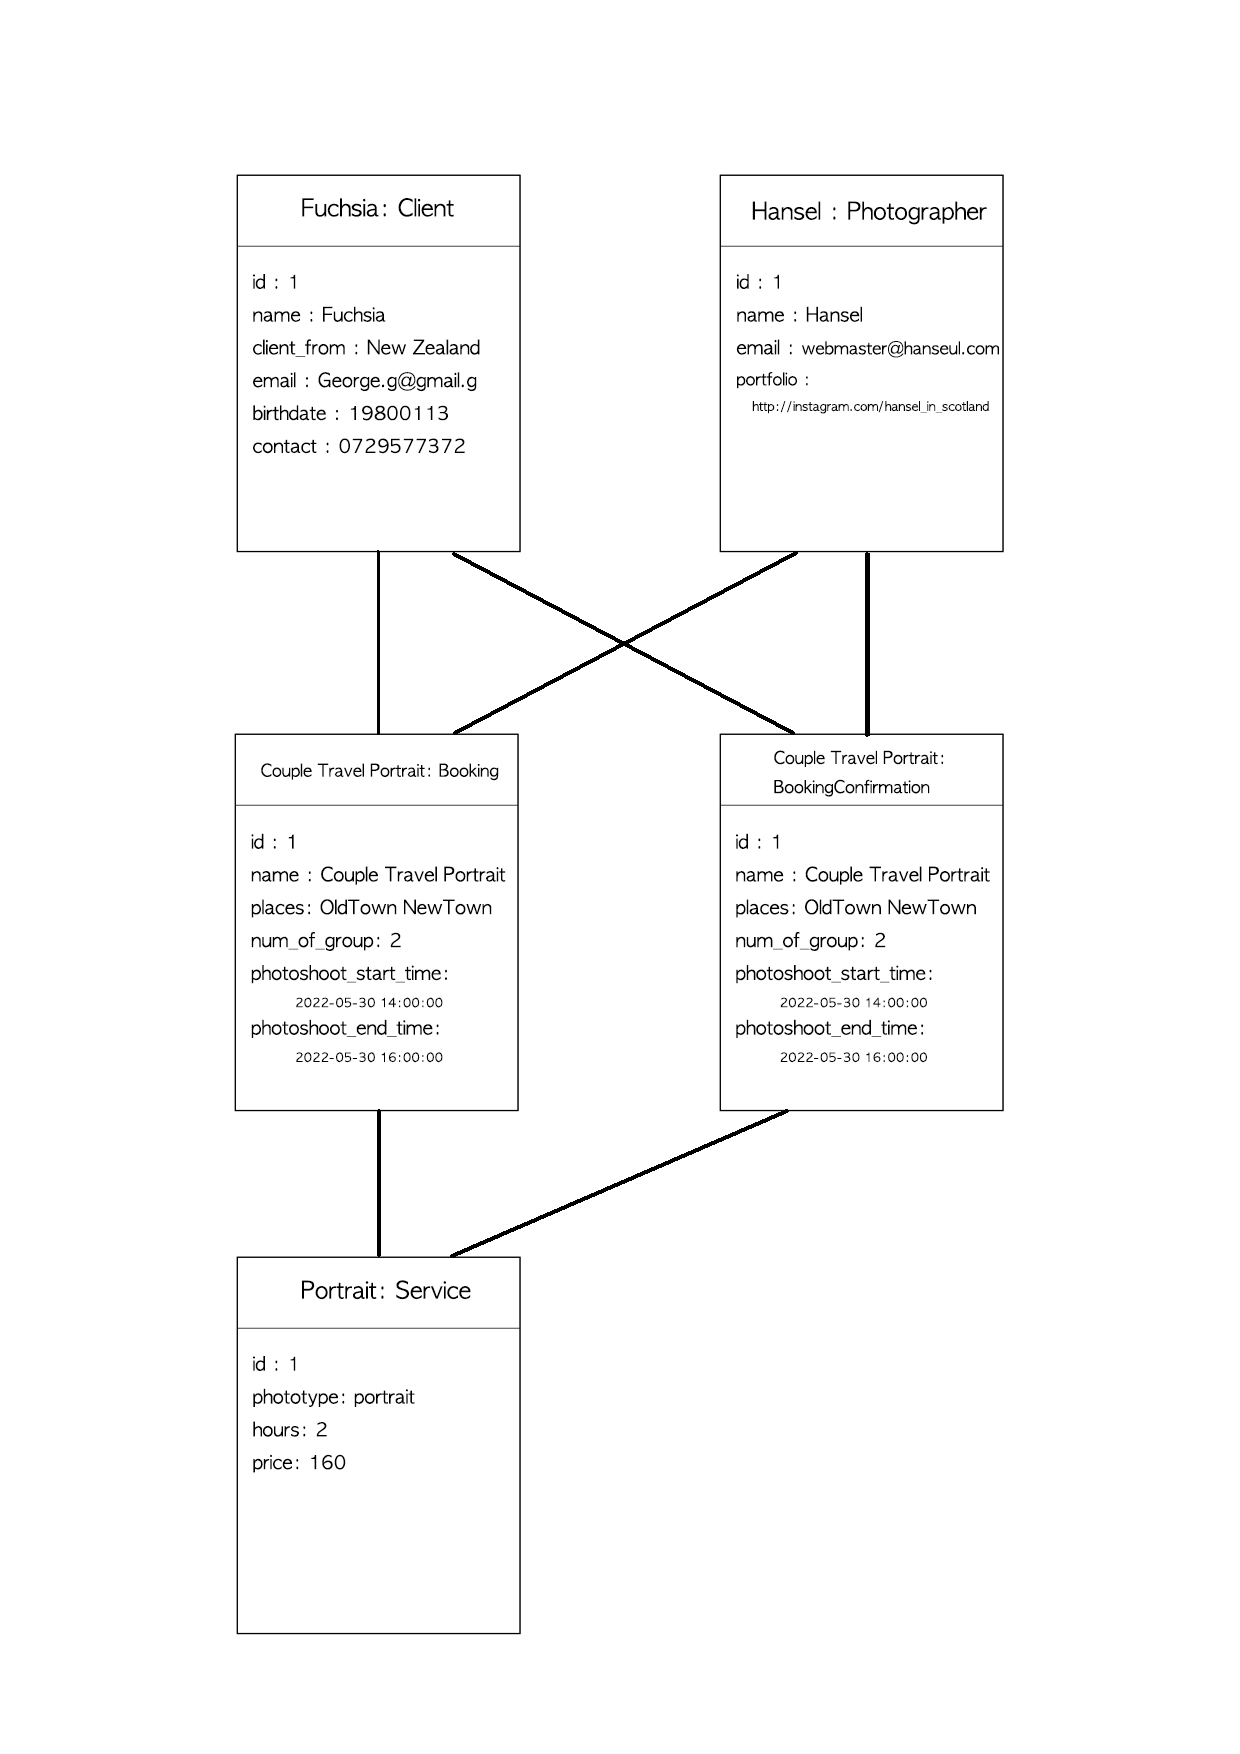 Fuchsia: Client
id : 1
name : Fuchsia
client_from : New Zealand
email : George.g@gmail.g
birthdate : 19800113
contact : 0729577372
Hansel : Photographer
id : 1
name : Hansel
email : webmaster@hanseul.com
portfolio :
http://instagram.com/hansel_in_scotland
Couple Travel Portrait: Booking
id : 1
name : Couple Travel Portrait
places: OldTown NewTown
num_of_group: 2
photoshoot_start_time:
2022-05-30 14:00:00
photoshoot_end_time:
2022-05-30 16:00:00
Couple Travel Portrait:
BookingConfirmation
id : 1
name : Couple Travel Portrait
places: OldTown NewTown
num_of_group: 2
photoshoot_start_time:
2022-05-30 14:00:00
photoshoot_end_time:
2022-05-30 16:00:00
Portrait: Service
id : 1
phototype: portrait
hours: 2
price: 160